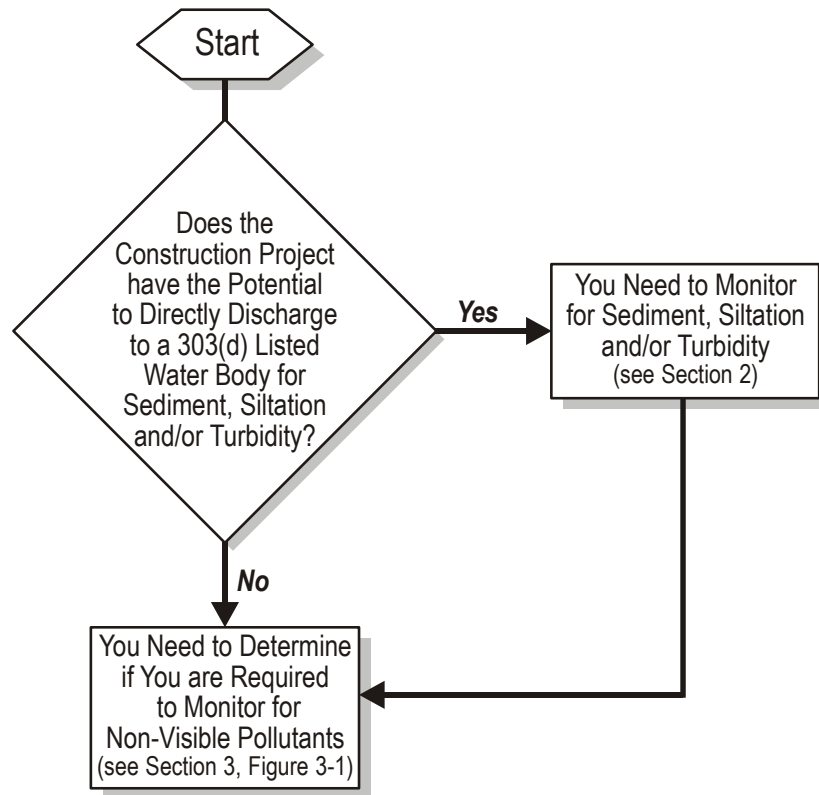 Start
Does the
Construction Project
have the Potential
to Directly Discharge
to a 303(d) Listed
Water Body for
Sediment, Siltation
and/or Turbidity?
Yes
You Need to Monitor
for Sediment, Siltation
and/or Turbidity
(see Section 2)
No
You Need to Determine
if You are Required
to Monitor for
Non-Visible Pollutants
(see Section 3, Figure 3-1)